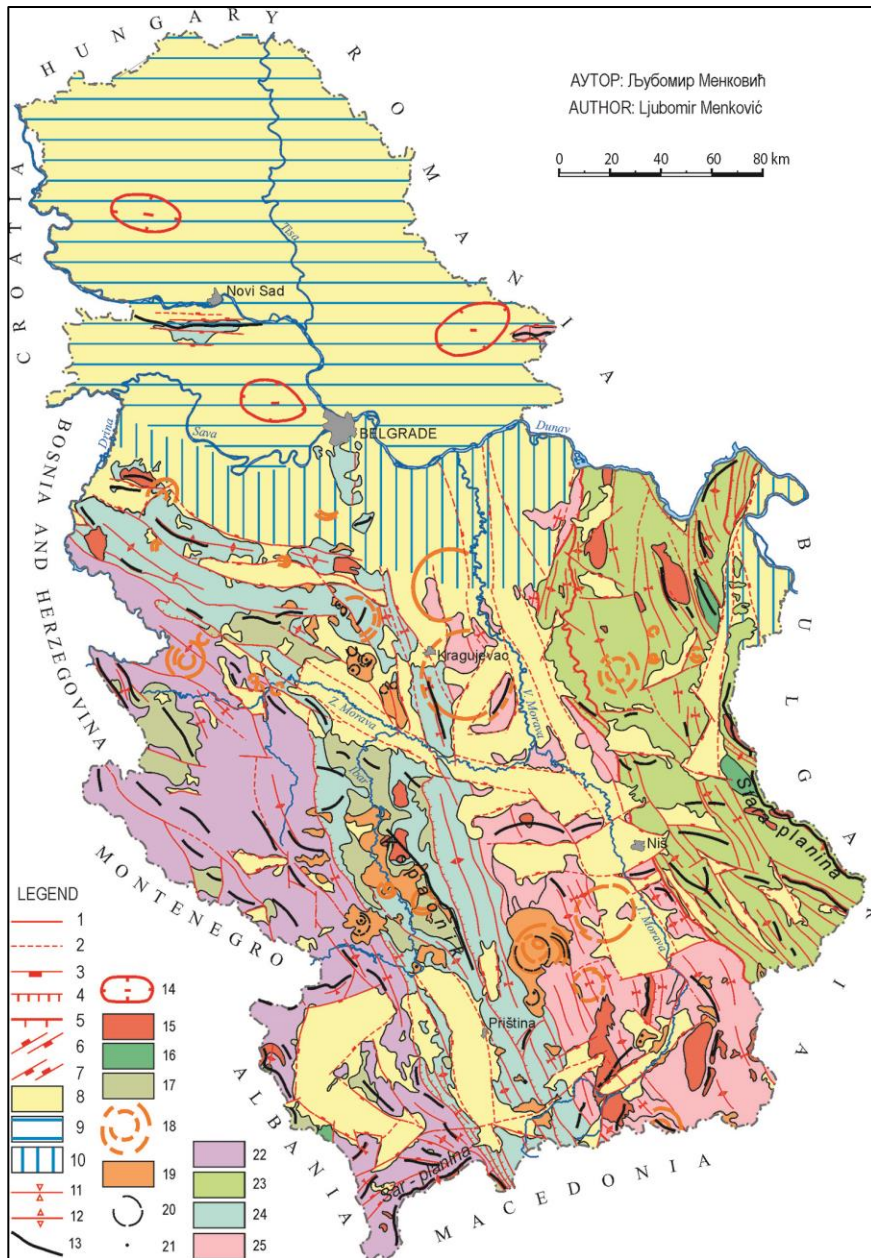 HUNGARY
ROMANIA
АУТОР: Љубомир Менковић
AUTHOR: Ljubomir Menković
0 20 40 60 80 km
CROATIA
Tisa
Novi Sad
Drina
Sava
BELGRADE
Dunav
BOSNIA AND HERZEGOVINA
BULGARIA
Kragujevac
Z. Morava
V. Morava
Ibar
Stara planina
Kopaonik
Niš
J. Morava
MONTENEGRO
Priština
ALBANIA
Šar - planina
MACEDONIA
LEGEND
1
2
3
4
5
6
7
8
9
10
11
12
13
14
15
16
17
18
19
20
21
22
23
24
25